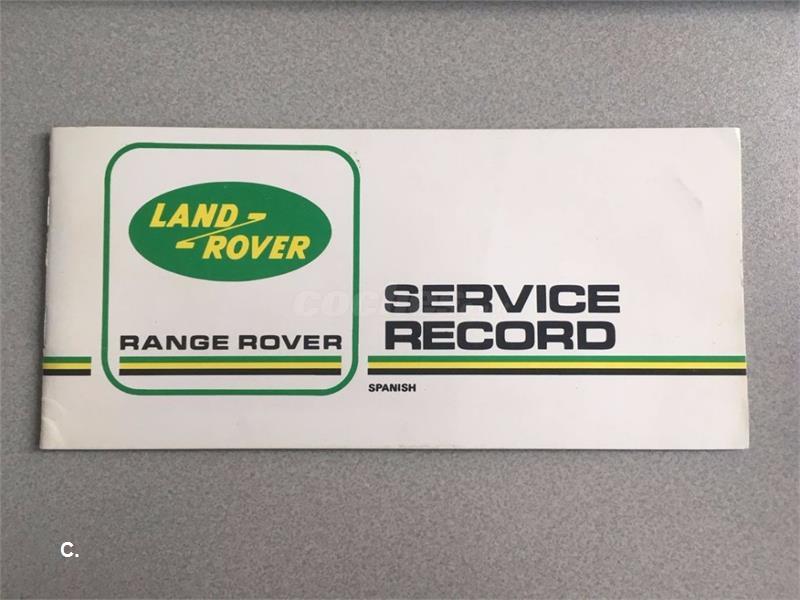 LAND
ROVER
RANGE ROVER
SERVICE
RECORD
SPANISH
C.